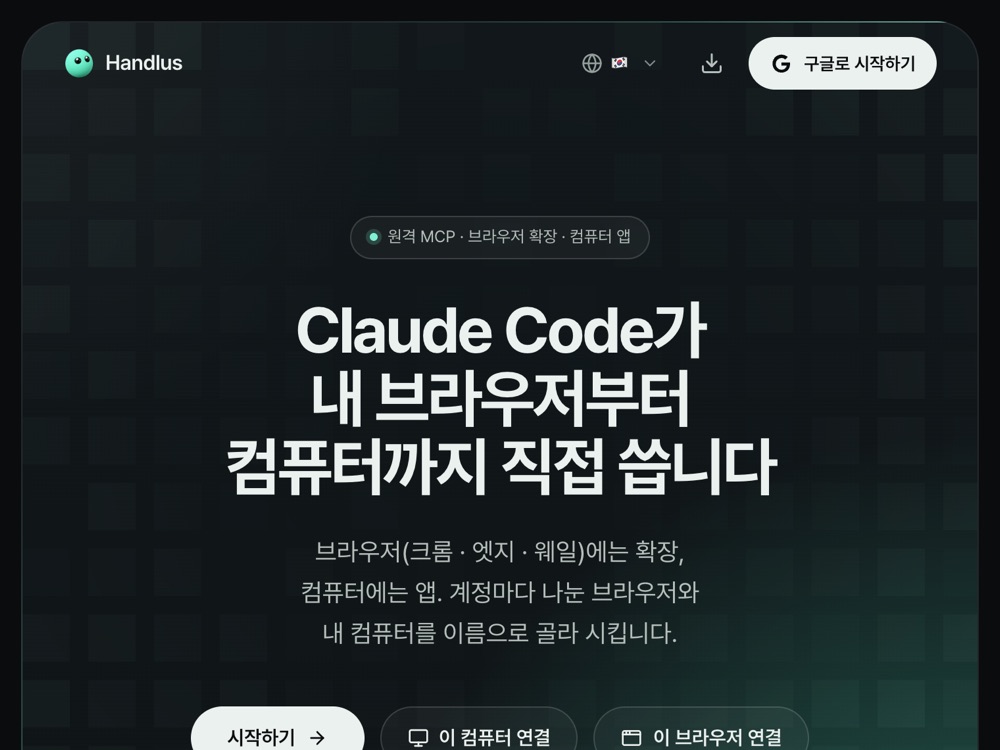 Handlus
구글로 시작하기
원격 MCP · 브라우저 확장 · 컴퓨터 앱
Claude Code가
내 브라우저부터
컴퓨터까지 직접 씁니다
브라우저(크롬 · 엣지 · 웨일)에는 확장,
컴퓨터에는 앱. 계정마다 나눈 브라우저와
내 컴퓨터를 이름으로 골라 시킵니다.
시작하기 →
이 컴퓨터 연결
이 브라우저 연결